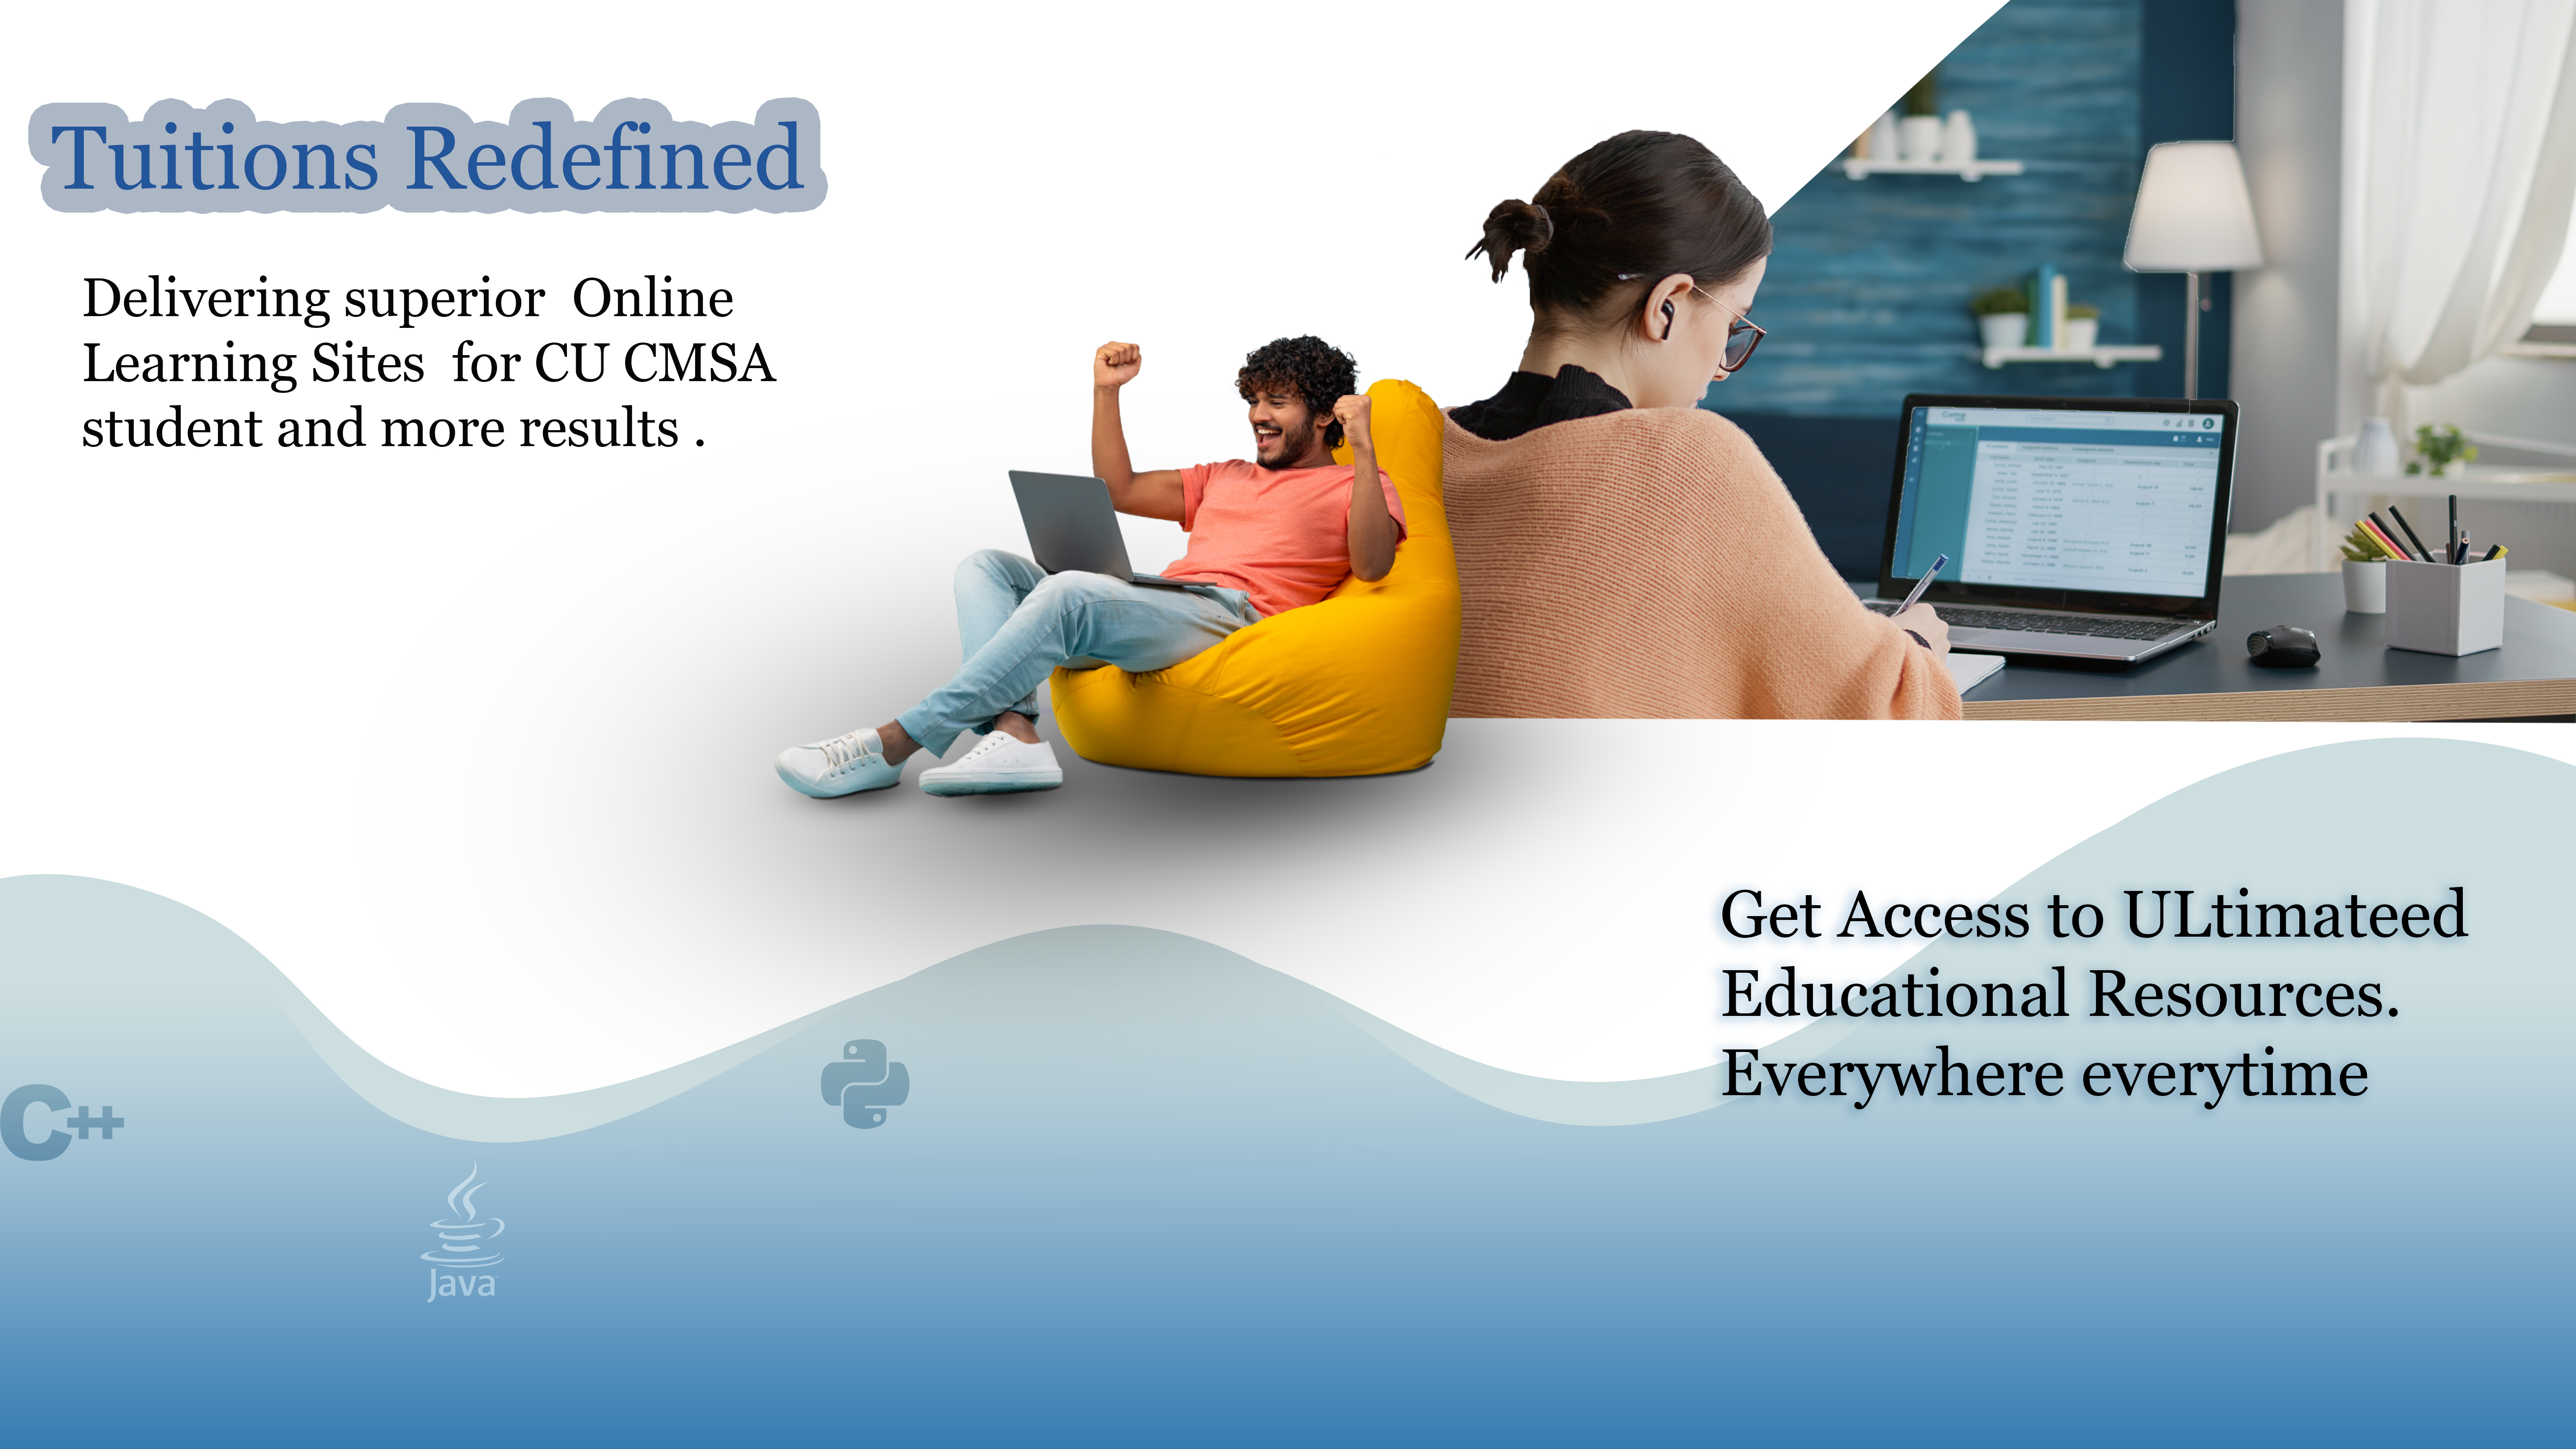 Tuitions Redefined
Delivering superior  Online
Learning Sites  for CU CMSA
student and more results .
Get Access to ULtimateed
Educational Resources.
Everywhere everytime
C++
Java